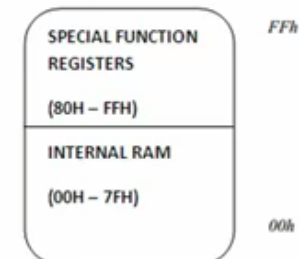 SPECIAL FUNCTION
REGISTERS
(80H – FFH)
INTERNAL RAM
(00H – 7FH)
FFh
00h